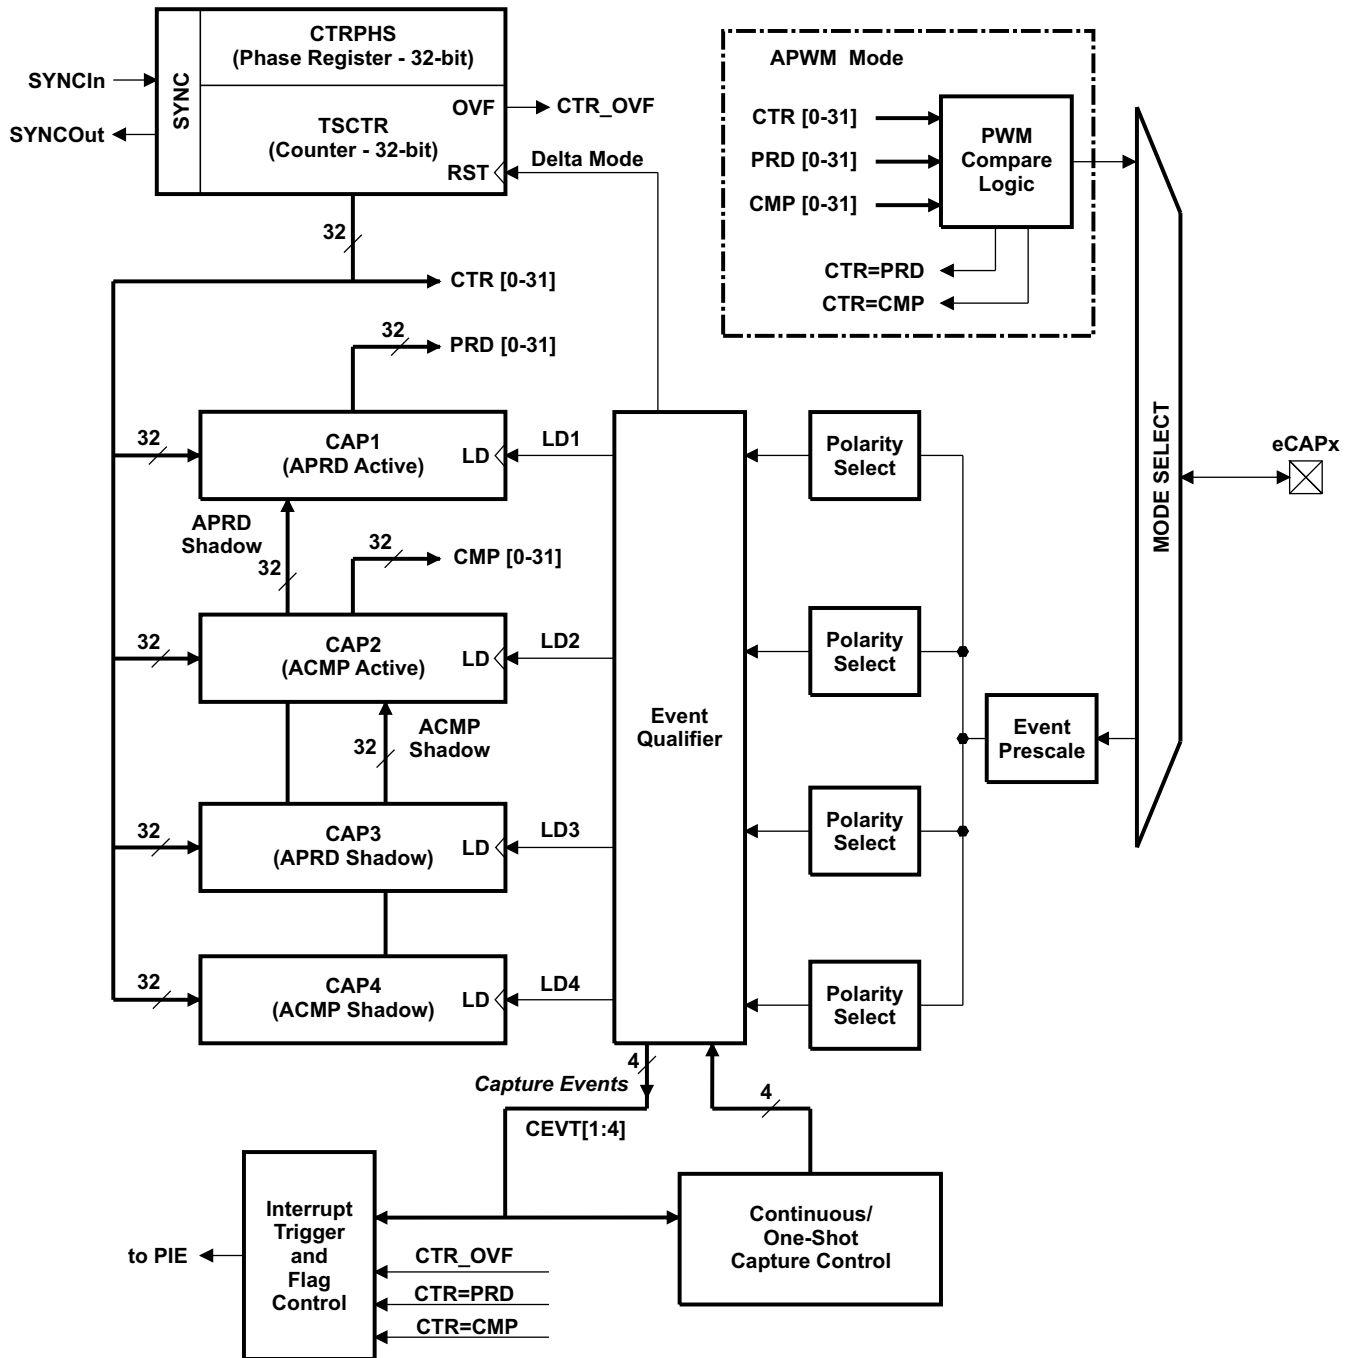 CTRPHS
(Phase Register - 32-bit)
SYNC
SYNCIn
SYNCOut
OVF
CTR_OVF
TSCTR
(Counter - 32-bit)
RST
Delta Mode
32
CTR [0-31]
32
PRD [0-31]
APWM Mode
CTR [0-31]
PRD [0-31]
CMP [0-31]
PWM
Compare
Logic
CTR=PRD
CTR=CMP
MODE SELECT
eCAPx
32
CAP1
(APRD Active)
LD
LD1
Polarity
Select
APRD
Shadow
32
32
CMP [0-31]
32
CAP2
(ACMP Active)
LD
LD2
Polarity
Select
ACMP
Shadow
32
Event
Qualifier
Event
Prescale
32
CAP3
(APRD Shadow)
LD
LD3
Polarity
Select
32
CAP4
(ACMP Shadow)
LD
LD4
Polarity
Select
4
Capture Events
CEVT[1:4]
4
Interrupt
Trigger
and
Flag
Control
to PIE
CTR_OVF
CTR=PRD
CTR=CMP
Continuous/
One-Shot
Capture Control